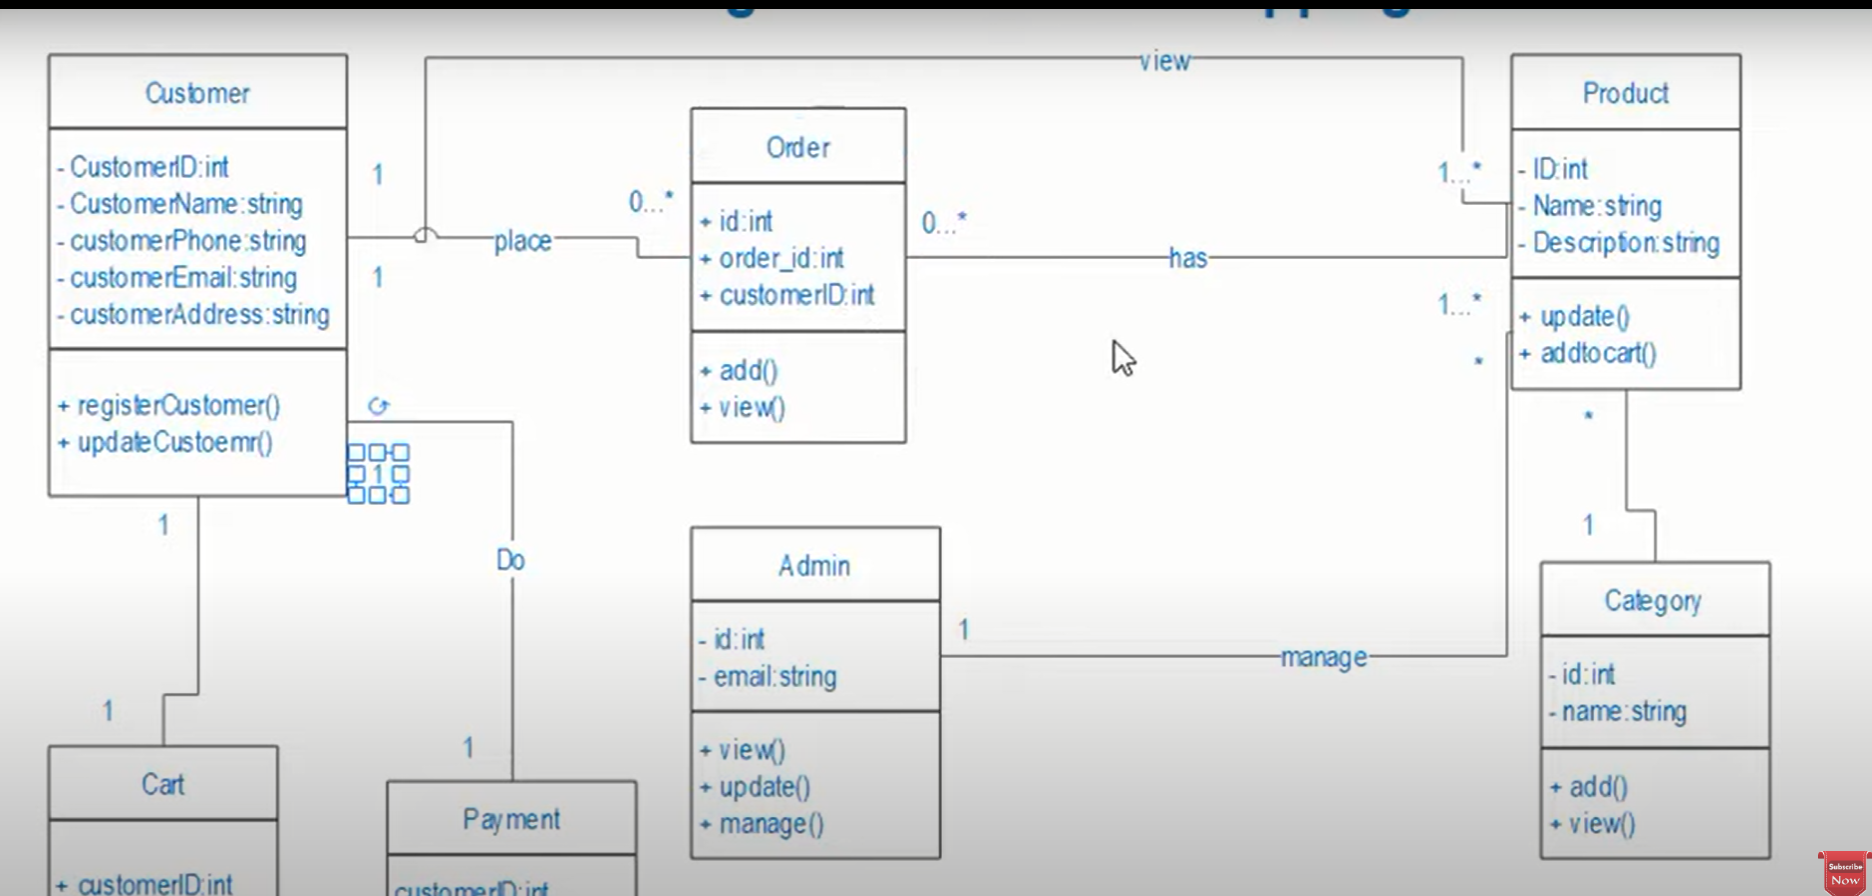 view
Customer
- CustomerID:int
- CustomerName:string
- customerPhone:string
- customerEmail:string
- customerAddress:string
+ registerCustomer()
+ updateCustoemr()
1
1
1
place
0...*
Order
+ id:int
+ order_id:int
+ customerID:int
+ add()
+ view()
0...*
has
1...*
1...*
*
Product
- ID:int
- Name:string
- Description:string
+ update()
+ addtocart()
*
1
Category
- id:int
- name:string
+ add()
+ view()
Do
1
1
1
Admin
- id:int
- email:string
+ view()
+ update()
+ manage()
1
manage
Cart
+ customerID:int
Payment
customerID:int
Subscribe
Now